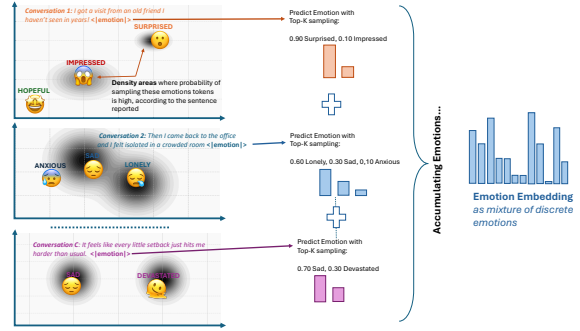 Conversation 1: I got a visit from an old friend I
haven't seen in years! <|emotion|>
SURPRISED
IMPRESSED
HOPEFUL
Density areas where probability of
sampling these emotions tokens
is high, according to the sentence
reported
Predict Emotion with
Top-K sampling:
0.90 Surprised, 0.10 Impressed
Conversation 2: Then I came back to the office
and I felt isolated in a crowded room <|emotion|>
ANXIOUS
SAD
LONELY
Predict Emotion with
Top-K sampling:
0.60 Lonely, 0.30 Sad, 0,10 Anxious
Conversation C: It feels like every little setback just hits me
harder than usual. <|emotion|>
SAD
DEVASTATED
Predict Emotion with
Top-K sampling:
0.70 Sad, 0.30 Devastated
Accumulating Emotions...
Emotion Embedding
as mixture of discrete
emotions